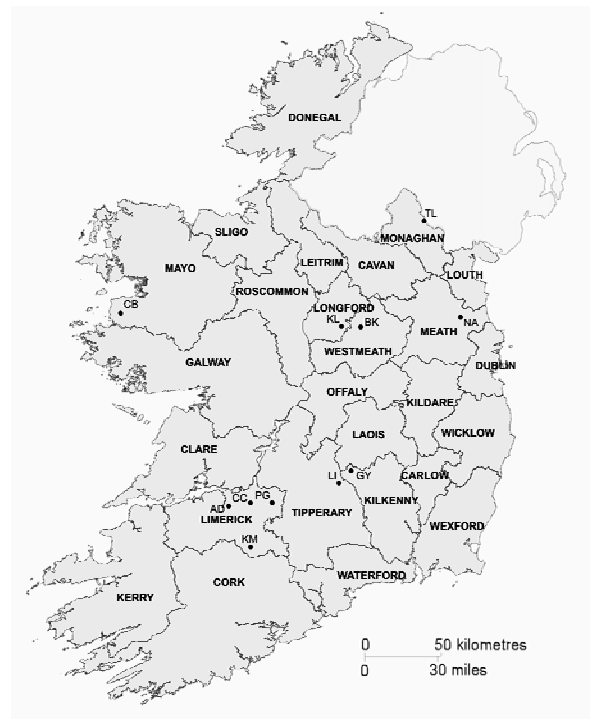 DONEGAL
TL
MONAGHAN
SLIGO
LEITRIM
CAVAN
MAYO
LOUTH
ROSCOMMON
CB
LONGFORD
KL
BK
NA
MEATH
WESTMEATH
GALWAY
DUBLIN
OFFALY
KILDARE
LAOIS
WICKLOW
CLARE
LI
GY
CARLOW
CC
PG
KILKENNY
AD
LIMERICK
TIPPERARY
WEXFORD
KM
WATERFORD
CORK
KERRY
0 50 kilometres
0 30 miles